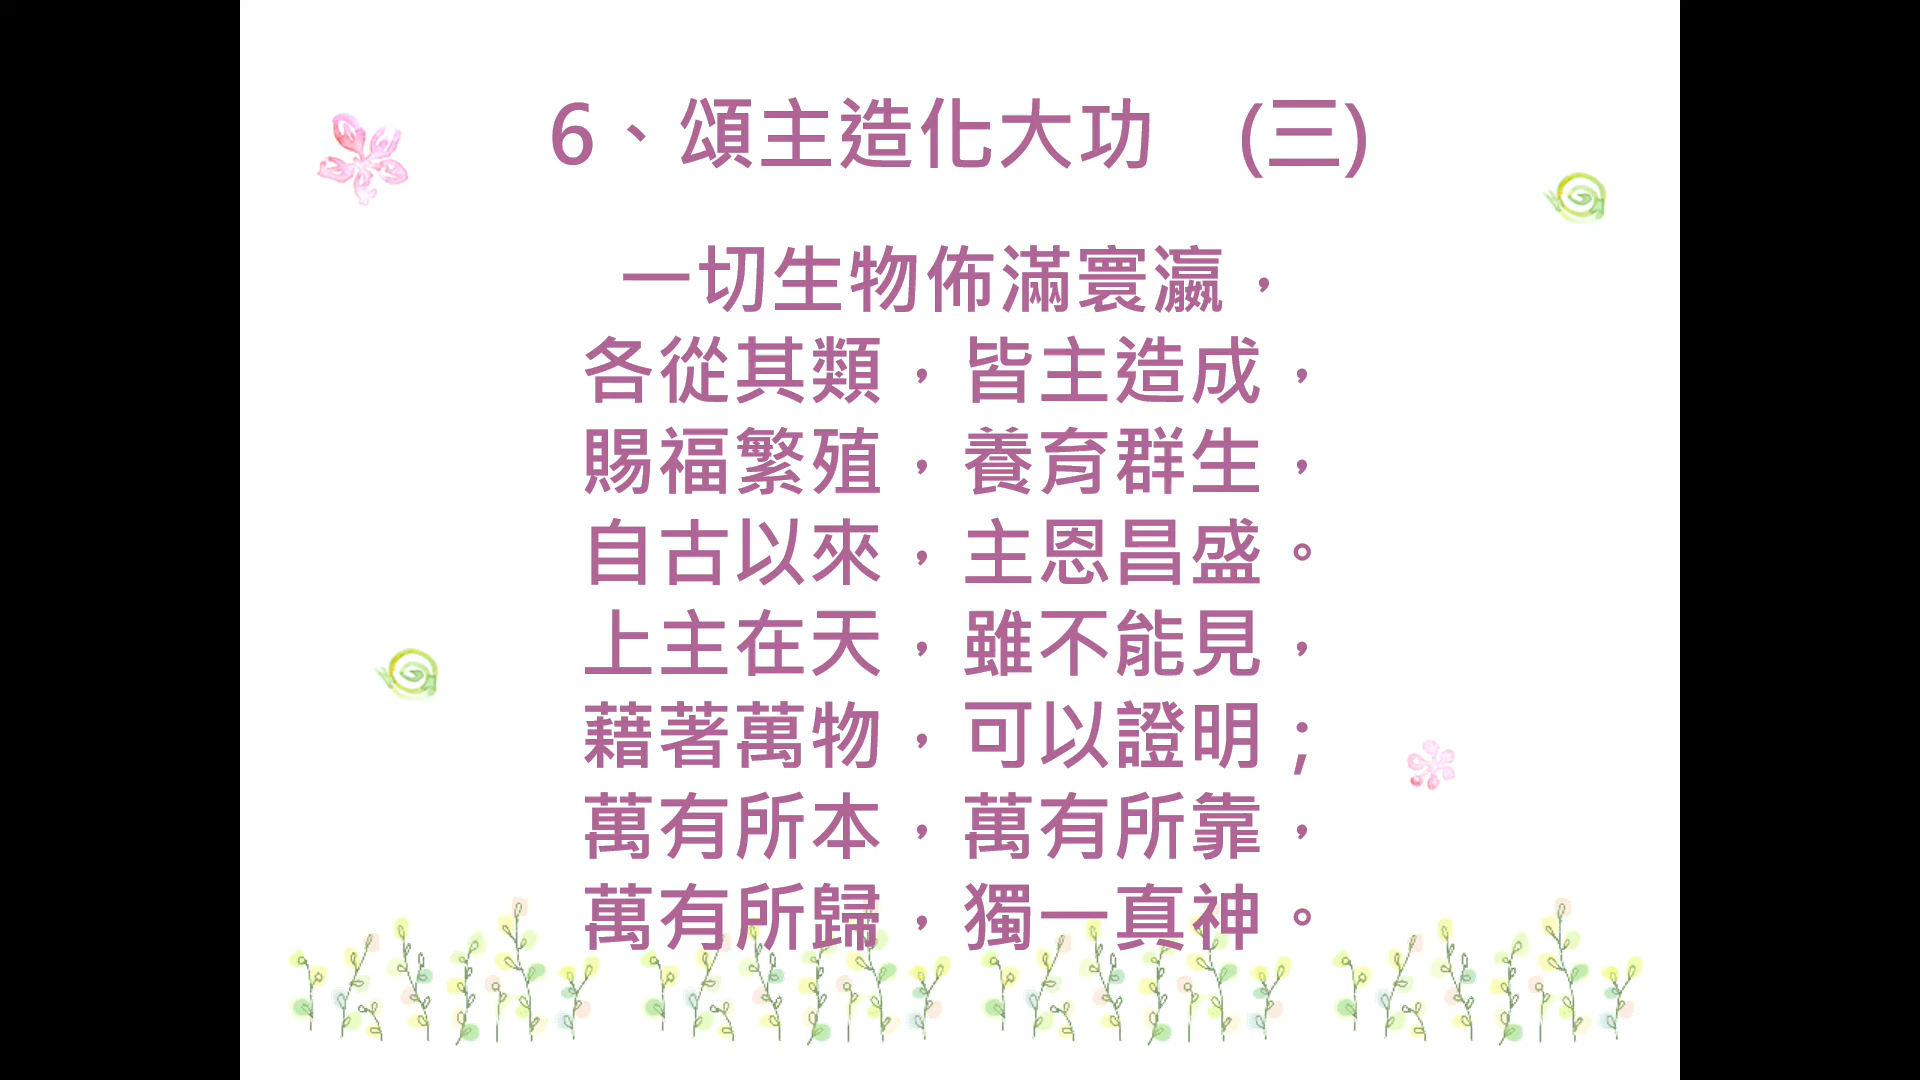 6、頌主造化大功　(三)
一切生物佈滿寰瀛，
各從其類，皆主造成，
賜福繁殖，養育群生，
自古以來，主恩昌盛。
上主在天，雖不能見，
藉著萬物，可以證明；
萬有所本，萬有所靠，
萬有所歸，獨一真神。